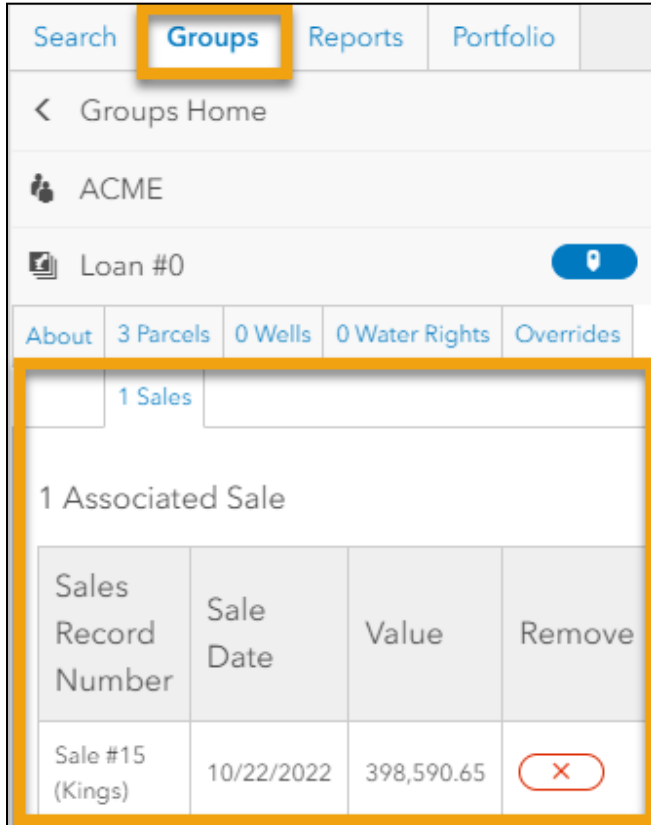 Search Groups Reports Portfolio
< Groups Home
ACME
Loan #0
About 3 Parcels 0 Wells 0 Water Rights Overrides
1 Sales
1 Associated Sale
Sales Record Number Sale Date Value Remove
Sale #15 (Kings) 10/22/2022 398,590.65 ×